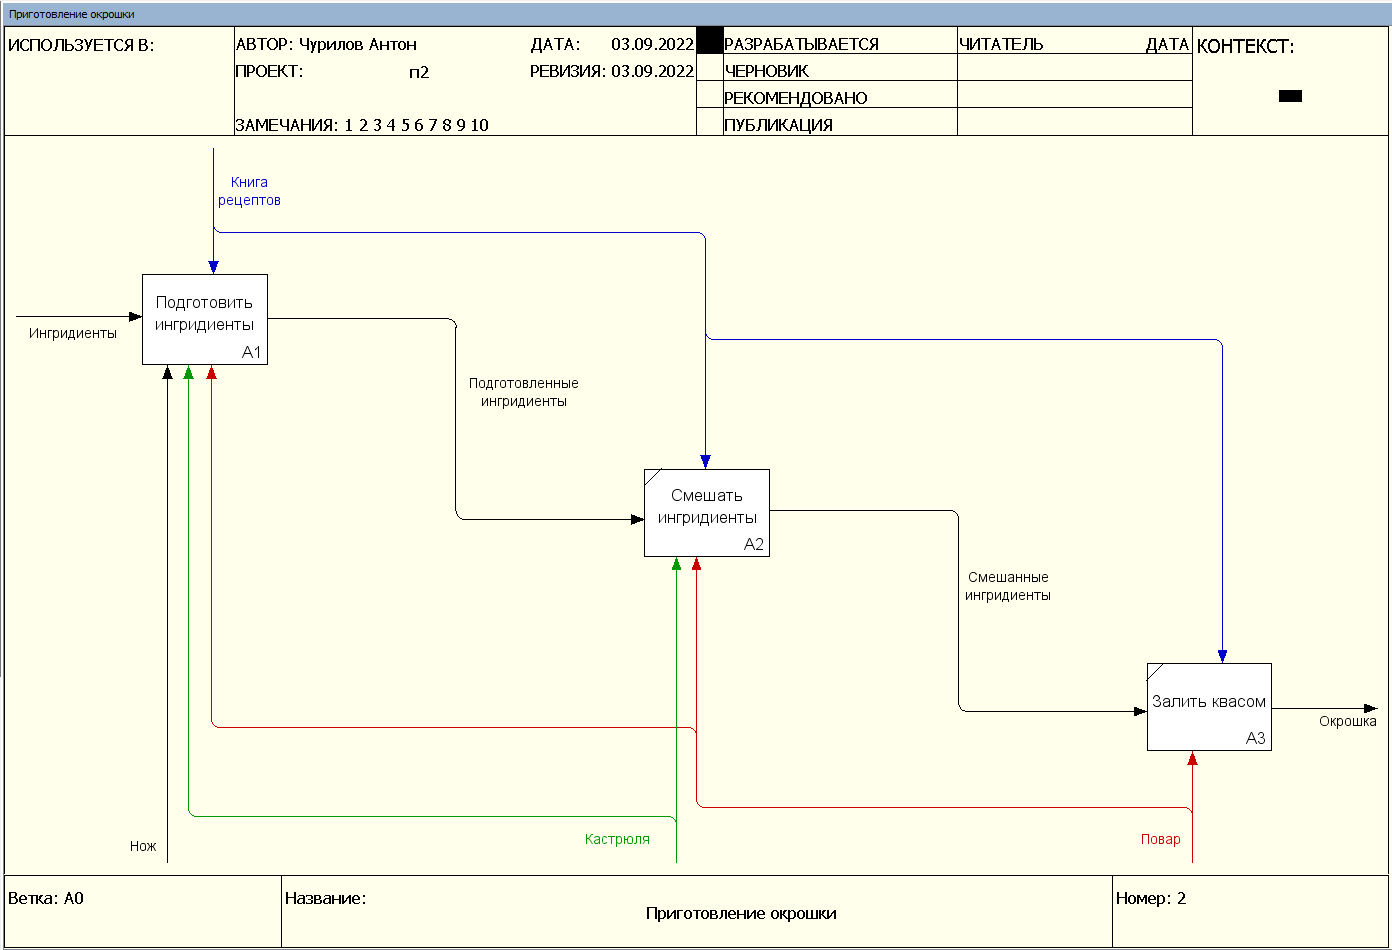 Приготовление окрошки
ИСПОЛЬЗУЕТСЯ В:
АВТОР: Чурилов Антон
ДАТА: 03.09.2022
ПРОЕКТ: п2
РЕВИЗИЯ: 03.09.2022
ЗАМЕЧАНИЯ: 1 2 3 4 5 6 7 8 9 10
РАЗРАБАТЫВАЕТСЯ
ЧЕРНОВИК
РЕКОМЕНДОВАНО
ПУБЛИКАЦИЯ
ЧИТАТЕЛЬ
ДАТА
КОНТЕКСТ:
Книга
рецептов
Ингридиенты
Подготовить
ингридиенты
A1
Подготовленные
ингридиенты
Смешать
ингридиенты
A2
Смешанные
ингридиенты
Залить квасом
A3
Окрошка
Нож
Кастрюля
Повар
Ветка: A0
Название:
Приготовление окрошки
Номер: 2